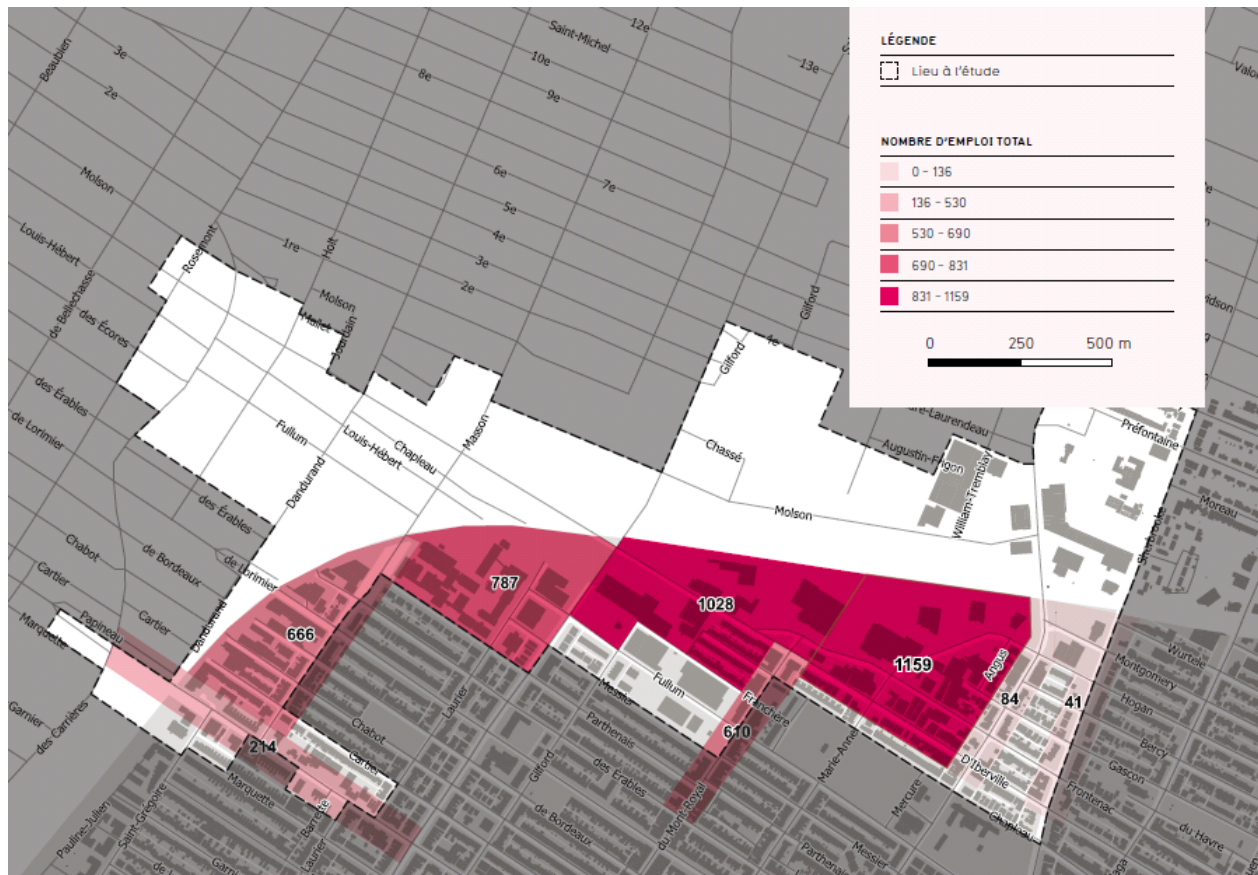 12e
Saint-Michel
3e
10e
13e
Beaubien
8e
2e
9e
Molson
6e
7e
5e
Louis-Hébert
Rosemont
1re
Holt
4e
3e
de Bellechasse
2e
Gilford
des Écores
Molson
Mallet
Jourdain
1e
Gilford
des Érables
de Lorimier
Fullum
Louis-Hébert
Chapleau
Masson
Chassé
Augustin-Frigon
Préfontaine
Dandurand
William-Tremblay
Moreau
des Érables
Molson
Sherbrooke
Chabot
de Bordeaux
de Lorimier
Cartier
787
1028
Papineau
Cartier
Dandurand
666
Marquette
1159
Angus
Wurtele
Montgomery
Messier
Fullum
Franchère
84
41
Hogan
Garnier
des Carrières
Chabot
Laurier
Parthenais
610
Marie-Anne
Bercy
214
Cartier
Gilford
des Érables
D'Iberville
Gascon
Marquette
Mercure
Frontenac
Pauline-Julien
Saint-Grégoire
Barrette
Laurier
de Bordeaux
du Mont-Royal
Chapleau
du Havre
Messier
Parthenais
LÉGENDE
Lieu à l'étude
NOMBRE D'EMPLOI TOTAL
0 - 136
136 - 530
530 - 690
690 - 831
831 - 1159
0 250 500 m